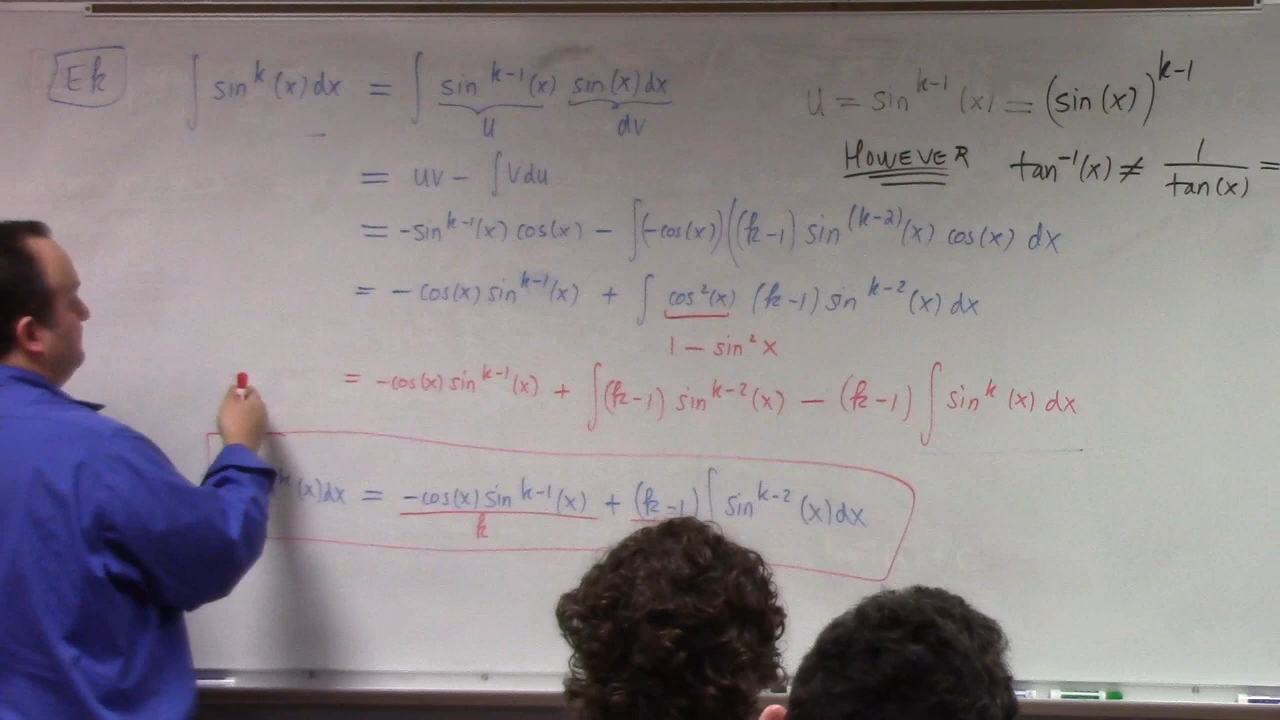 Ek ∫ sin^k (x) dx = ∫ sin^{k-1}(x) sin(x) dx
u dv
= uv - ∫ v du
= -sin^{k-1}(x) cos(x) - ∫(-cos(x))((k-1) sin^{(k-2)}(x) cos(x) dx
= - cos(x) sin^{k-1}(x) + ∫ cos²(x) (k-1) sin^{k-2}(x) dx
1 - sin² x
= -cos(x) sin^{k-1}(x) + ∫(k-1) sin^{k-2}(x) - (k-1) ∫ sin^k (x) dx
(x) dx = -cos(x) sin^{k-1}(x) + (k-1) ∫ sin^{k-2}(x) dx
k
u = sin^{k-1}(x) = (sin(x))^{k-1}
HOWEVER tan^{-1}(x) ≠ 1/tan(x) =